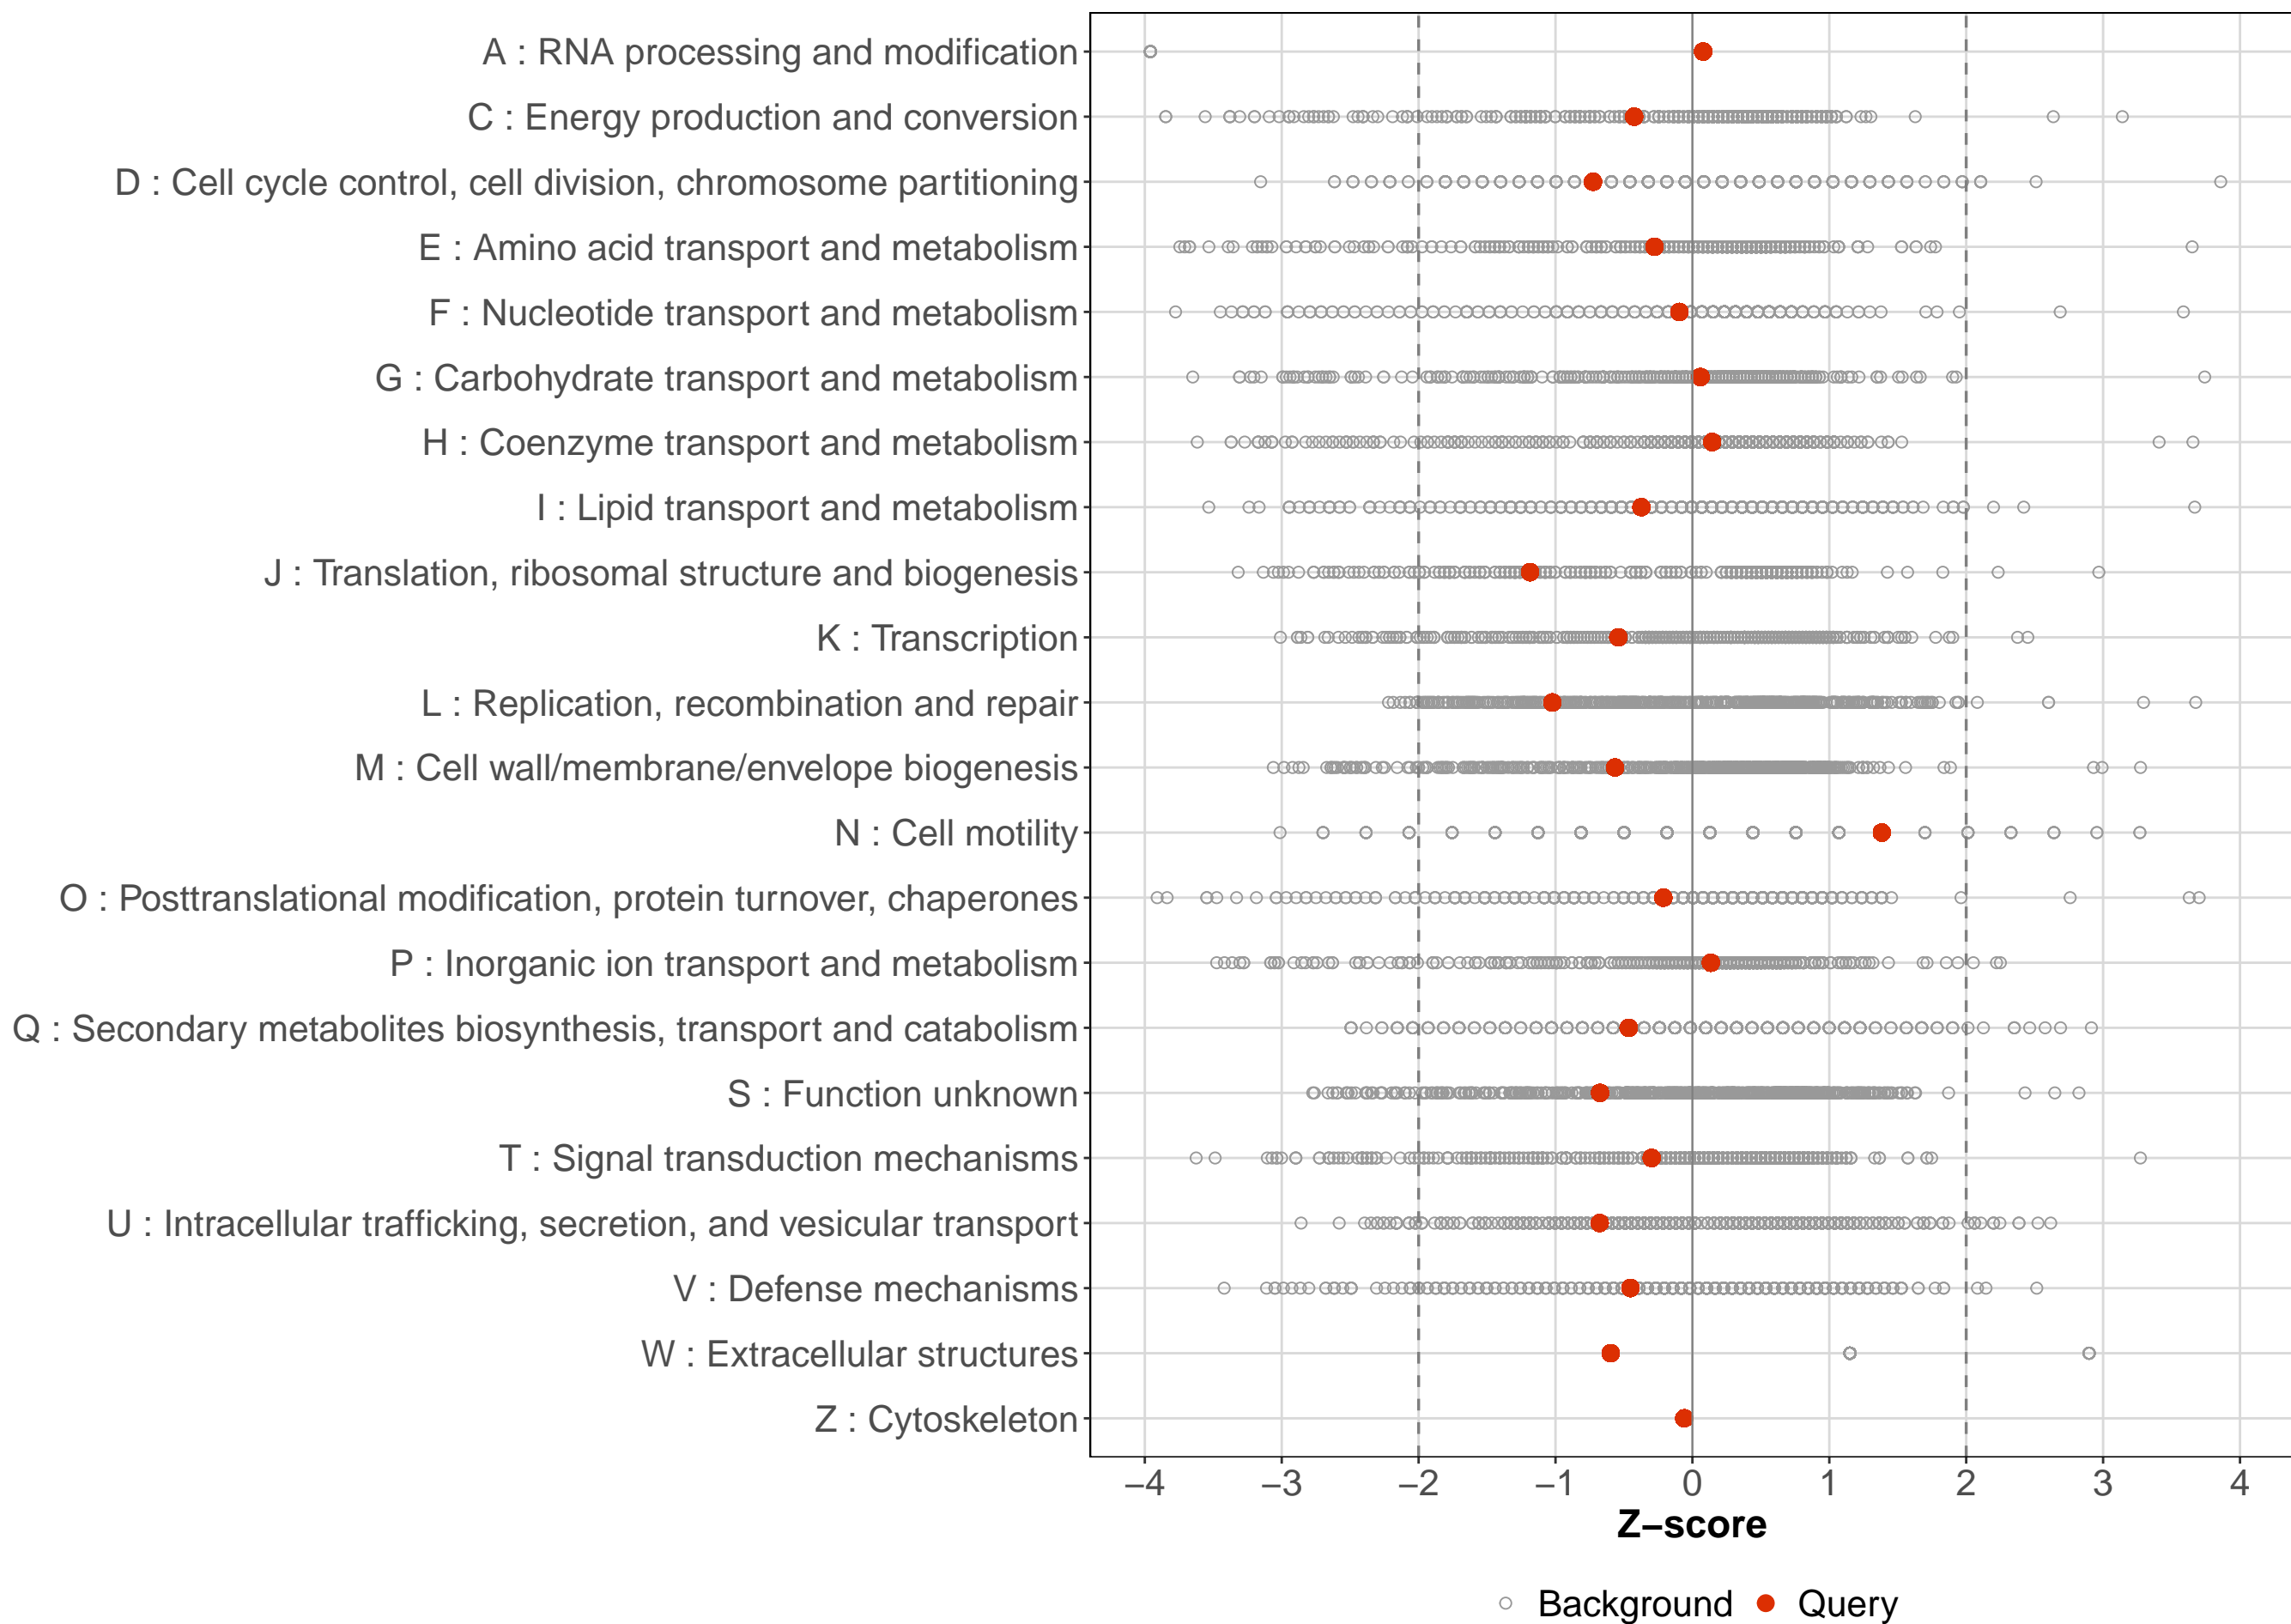 A : RNA processing and modification
C : Energy production and conversion
D : Cell cycle control, cell division, chromosome partitioning
E : Amino acid transport and metabolism
F : Nucleotide transport and metabolism
G : Carbohydrate transport and metabolism
H : Coenzyme transport and metabolism
I : Lipid transport and metabolism
J : Translation, ribosomal structure and biogenesis
K : Transcription
L : Replication, recombination and repair
M : Cell wall/membrane/envelope biogenesis
N : Cell motility
O : Posttranslational modification, protein turnover, chaperones
P : Inorganic ion transport and metabolism
Q : Secondary metabolites biosynthesis, transport and catabolism
S : Function unknown
T : Signal transduction mechanisms
U : Intracellular trafficking, secretion, and vesicular transport
V : Defense mechanisms
W : Extracellular structures
Z : Cytoskeleton
−4 −3 −2 −1 0 1 2 3 4
Z−score
Background Query